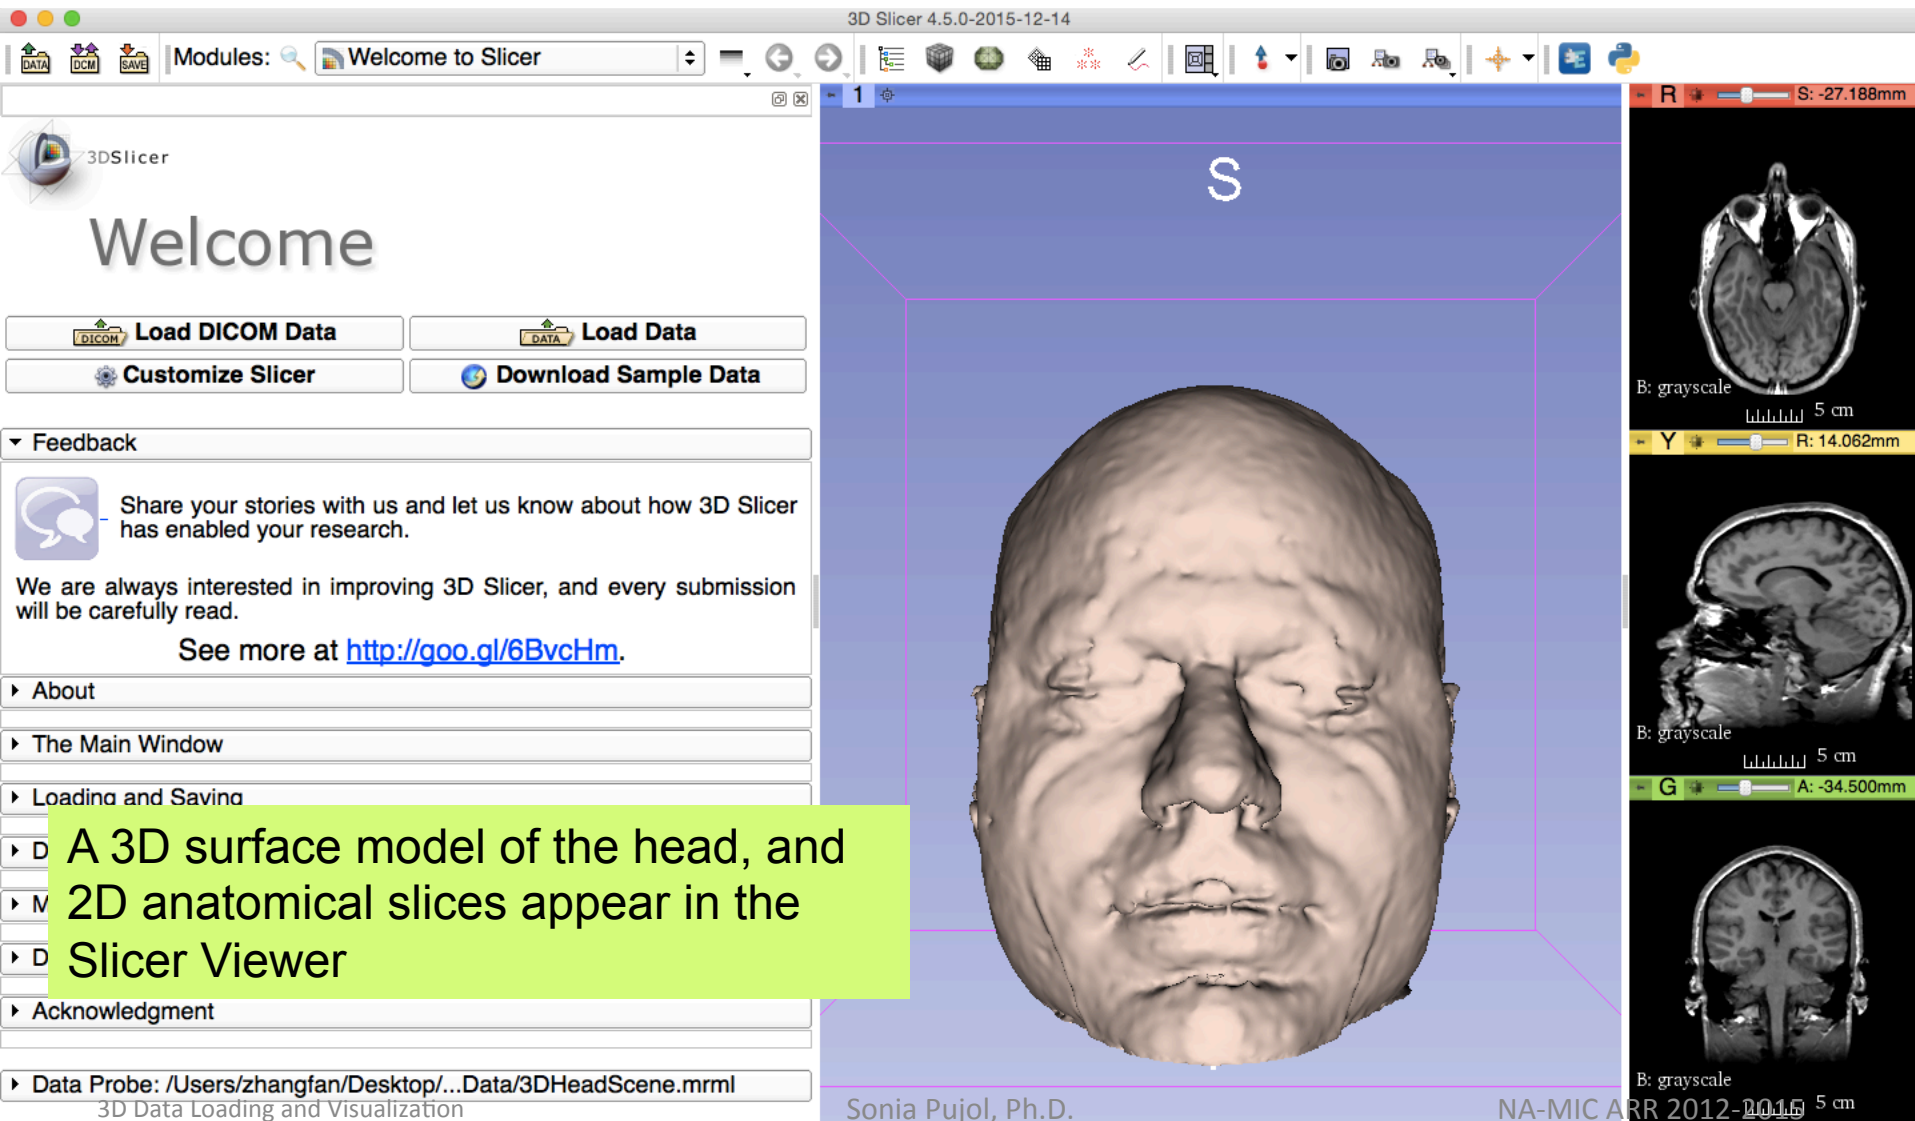 3D Slicer 4.5.0-2015-12-14
DATA DCM SAVE Modules: Welcome to Slicer
3DSlicer
Welcome
DICOM Load DICOM Data
DATA Load Data
Customize Slicer
Download Sample Data
Feedback
Share your stories with us and let us know about how 3D Slicer
has enabled your research.
We are always interested in improving 3D Slicer, and every submission
will be carefully read.
See more at http://goo.gl/6BvcHm.
About
The Main Window
Loading and Saving
D
M
D
Acknowledgment
Data Probe: /Users/zhangfan/Desktop/...Data/3DHeadScene.mrml
A 3D surface model of the head, and
2D anatomical slices appear in the
Slicer Viewer
1
S
R S: -27.188mm
B: grayscale
5 cm
Y R: 14.062mm
B: grayscale
5 cm
G A: -34.500mm
B: grayscale
5 cm
3D Data Loading and Visualization
Sonia Pujol, Ph.D.
NA-MIC ARR 2012-2015